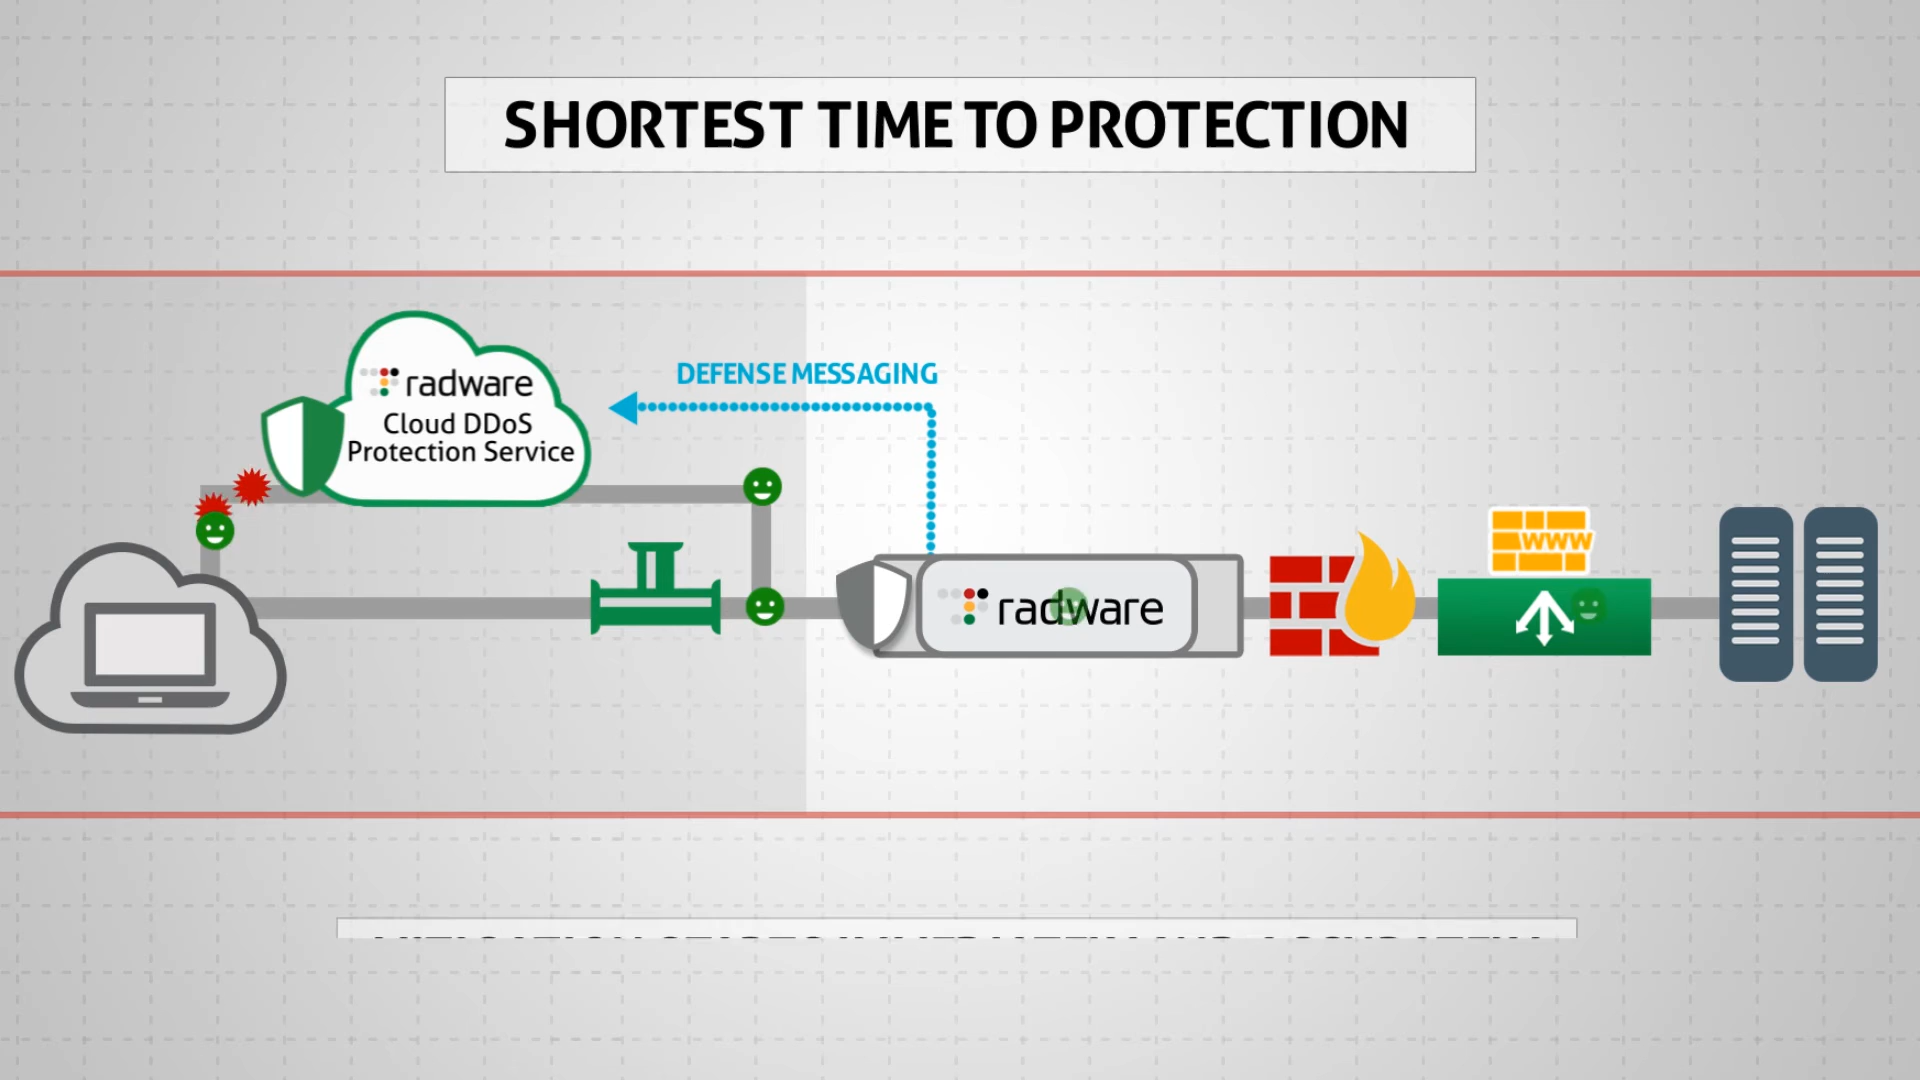 SHORTEST TIME TO PROTECTION
radware
Cloud DDoS
Protection Service
DEFENSE MESSAGING
radware
WWW